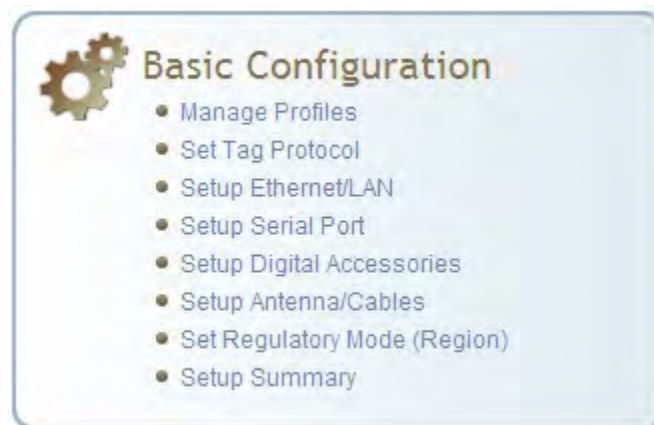 Basic Configuration
Manage Profiles
Set Tag Protocol
Setup Ethernet/LAN
Setup Serial Port
Setup Digital Accessories
Setup Antenna/Cables
Set Regulatory Mode (Region)
Setup Summary